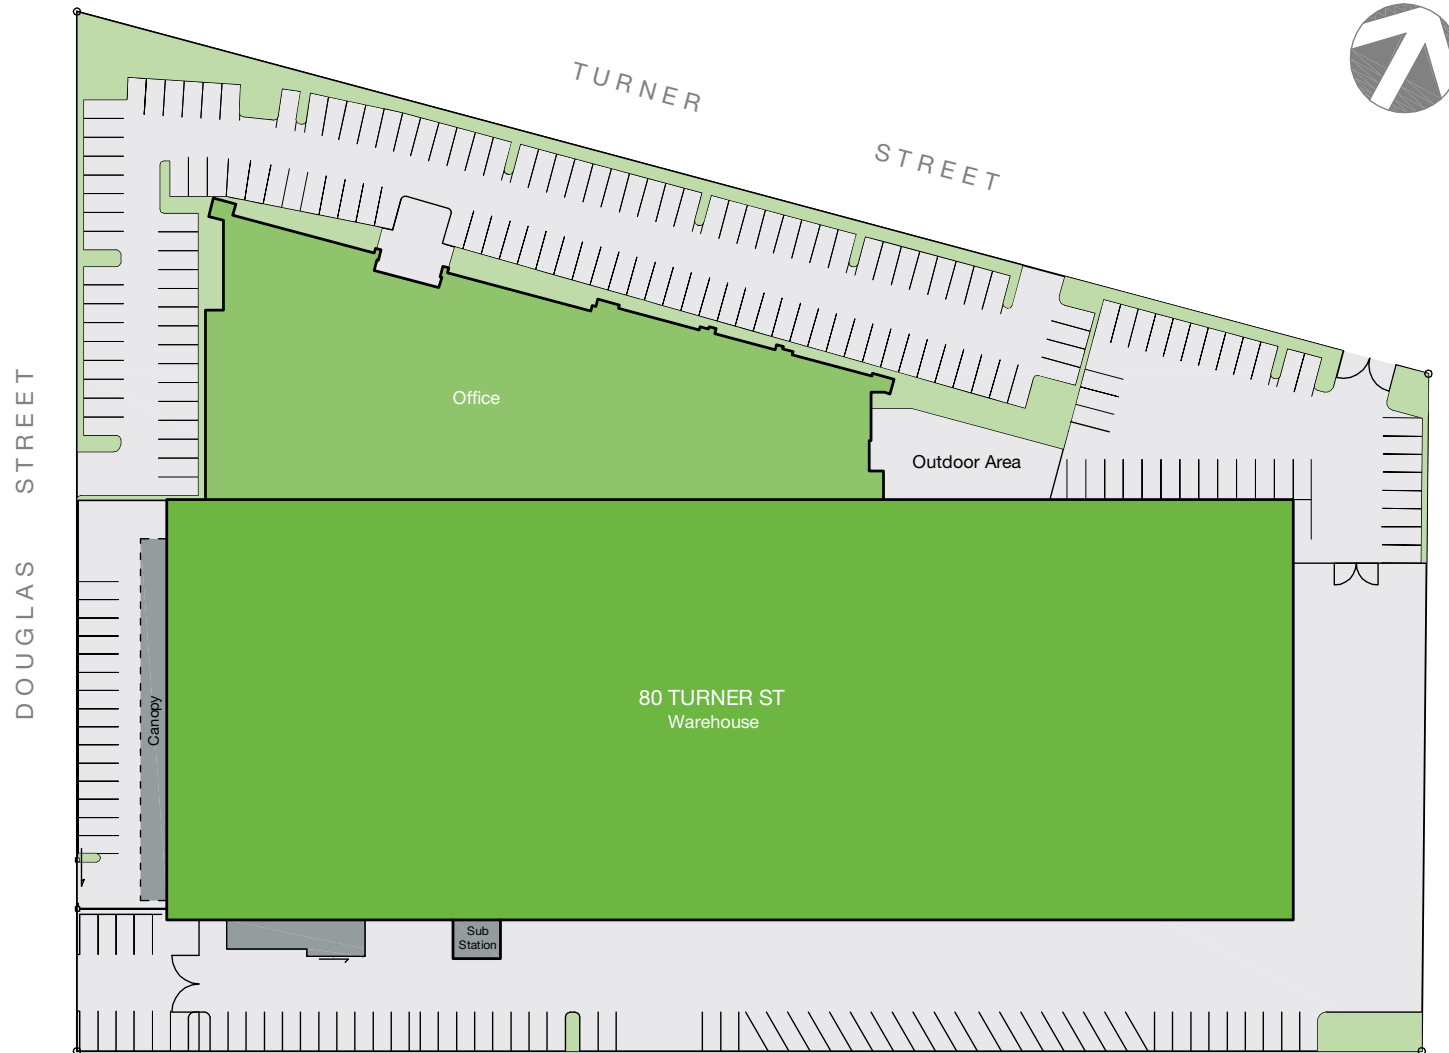 TURNER STREET
DOUGLAS STREET
Office
Outdoor Area
80 TURNER ST
Warehouse
Canopy
Sub
Station